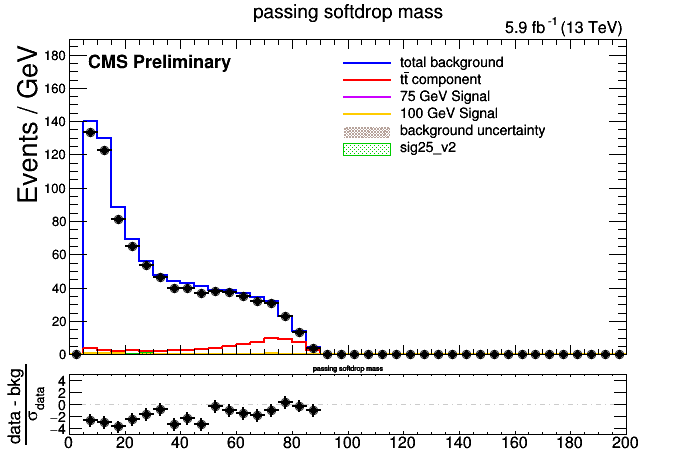 passing softdrop mass
5.9 fb⁻¹ (13 TeV)
CMS Preliminary
total background
tt̄ component
75 GeV Signal
100 GeV Signal
background uncertainty
sig25_v2
Events / GeV
180
160
140
120
100
80
60
40
20
0
passing softdrop mass
data - bkg
σ_data
4
2
0
−2
−4
0 20 40 60 80 100 120 140 160 180 200